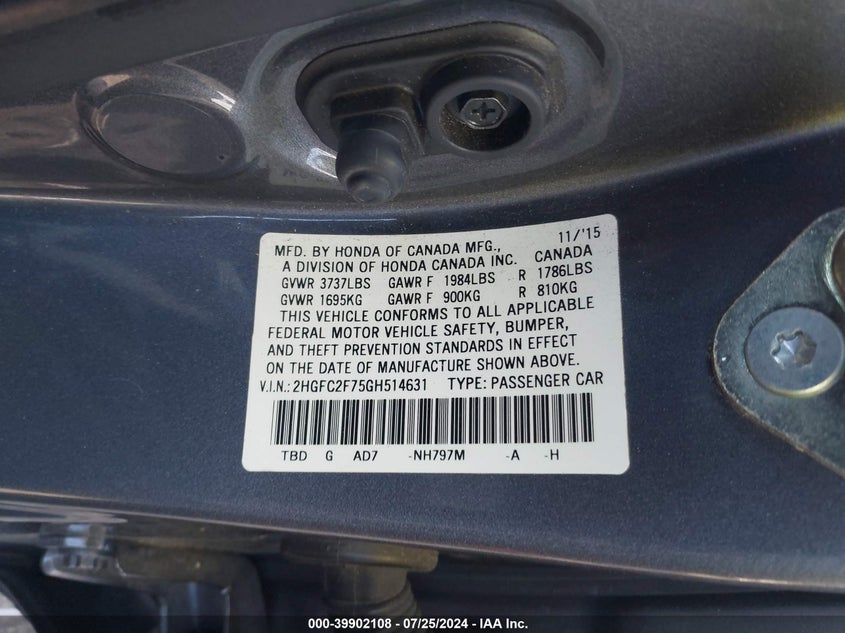 11/'15
MFD. BY HONDA OF CANADA MFG.,
A DIVISION OF HONDA CANADA INC. CANADA
GVWR 3737LBS GAWR F 1984LBS R 1786LBS
GVWR 1695KG GAWR F 900KG R 810KG
THIS VEHICLE CONFORMS TO ALL APPLICABLE
FEDERAL MOTOR VEHICLE SAFETY, BUMPER,
AND THEFT PREVENTION STANDARDS IN EFFECT
ON THE DATE OF MANUFACTURE SHOWN ABOVE.
V.I.N.: 2HGFC2F75GH514631 TYPE: PASSENGER CAR
TBD G AD7 -NH797M -A -H
000-39902108 - 07/25/2024 - IAA Inc.